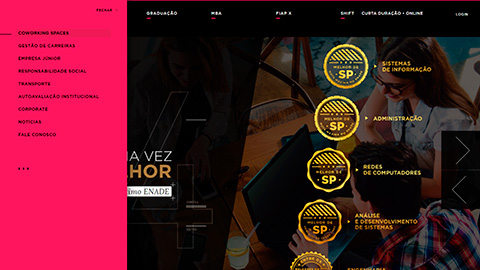 FECHAR
GRADUAÇÃO
MBA
FIAP X
SHIFT
CURTA DURAÇÃO + ONLINE
LOGIN
COWORKING SPACES
GESTÃO DE CARREIRAS
EMPRESA JÚNIOR
RESPONSABILIDADE SOCIAL
TRANSPORTE
AUTOAVALIAÇÃO INSTITUCIONAL
CORPORATE
NOTÍCIAS
FALE CONOSCO
A VEZ
HOR
imo ENADE
MELHOR DE
SP
SISTEMAS
DE INFORMAÇÃO
MELHOR DE
SP
ADMINISTRAÇÃO
MELHOR DE
SP
REDES
DE COMPUTADORES
MELHOR DE
SP
ANÁLISE
E DESENVOLVIMENTO
DE SISTEMAS